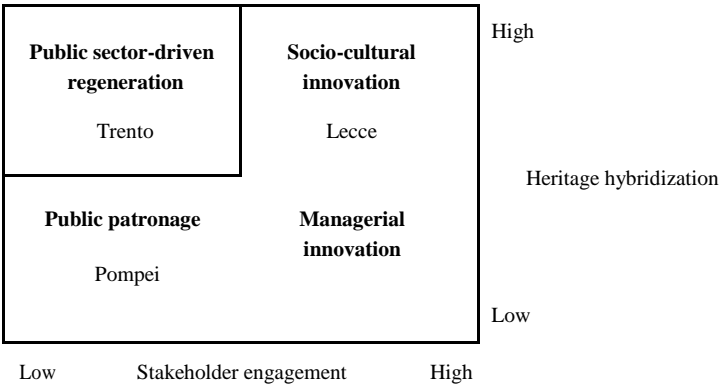 High
Public sector-driven
regeneration
Trento
Socio-cultural
innovation
Lecce
Heritage hybridization
Public patronage
Pompei
Managerial
innovation
Low
Low
Stakeholder engagement
High